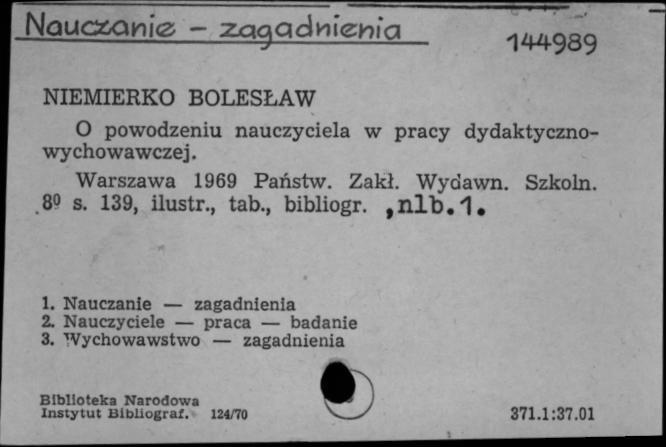 Nauczanie - zagadnienia
144989
NIEMIERKO BOLESŁAW
O powodzeniu nauczyciela w pracy dydaktyczno-
wychowawczej.
Warszawa 1969 Państw. Zakł. Wydawn. Szkoln.
8º s. 139, ilustr., tab., bibliogr. ,nlb.1.
1. Nauczanie — zagadnienia
2. Nauczyciele — praca — badanie
3. Wychowawstwo — zagadnienia
Biblioteka Narodowa
Instytut Bibliograf. 124/70
371.1:37.01